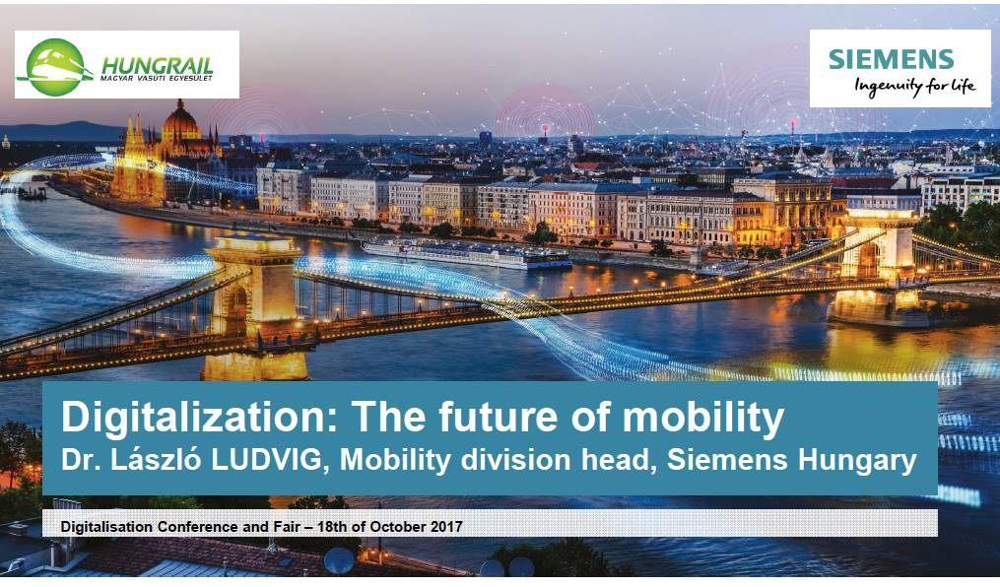 HUNGRAIL
MAGYAR VASÚTI EGYESÜLET
SIEMENS
Ingenuity for life
Digitalization: The future of mobility
Dr. László LUDVIG, Mobility division head, Siemens Hungary
Digitalisation Conference and Fair – 18th of October 2017